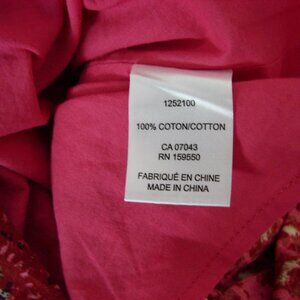 1252100
100% COTON/COTTON
CA 07043
RN 159550
FABRIQUÉ EN CHINE
MADE IN CHINA